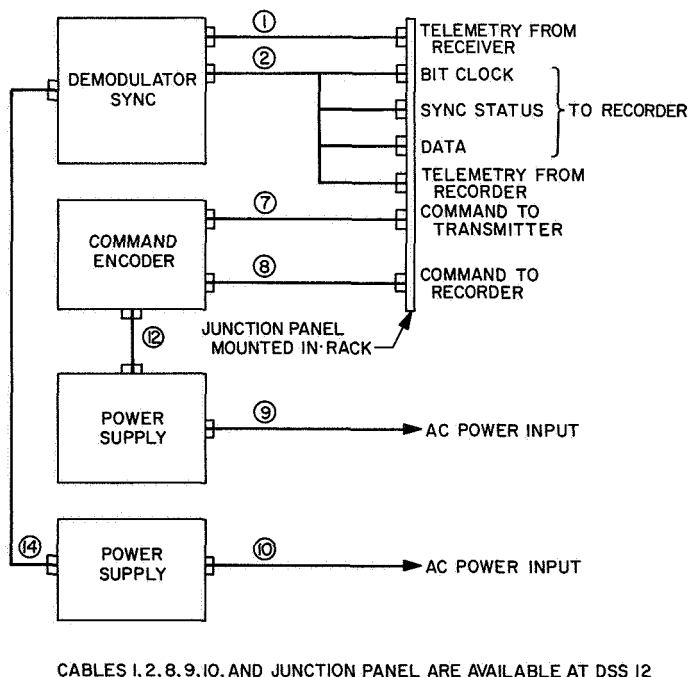 ①
TELEMETRY FROM
RECEIVER
②
BIT CLOCK
DEMODULATOR
SYNC
SYNC STATUS
TO RECORDER
DATA
TELEMETRY FROM
RECORDER
⑦
COMMAND TO
TRANSMITTER
COMMAND
ENCODER
⑧
COMMAND TO
RECORDER
⑫
JUNCTION PANEL
MOUNTED IN·RACK
⑨
POWER
SUPPLY
AC POWER INPUT
⑭
⑩
POWER
SUPPLY
AC POWER INPUT
CABLES 1, 2, 8, 9, 10, AND JUNCTION PANEL ARE AVAILABLE AT DSS 12